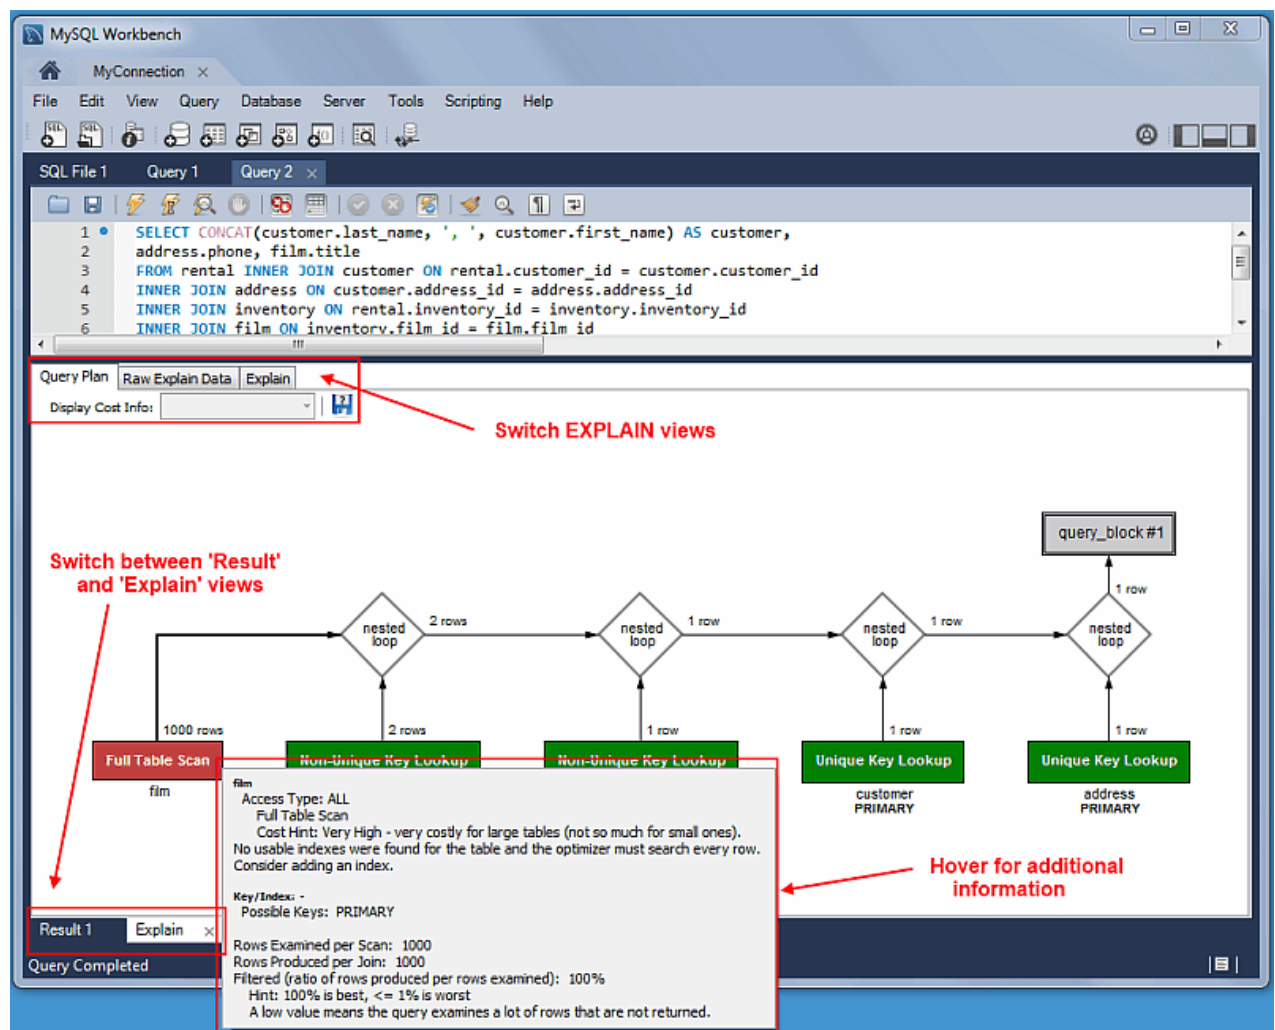 MySQL Workbench
MyConnection ×
File Edit View Query Database Server Tools Scripting Help
SQL File 1 Query 1 Query 2 ×
1 SELECT CONCAT(customer.last_name, ', ', customer.first_name) AS customer,
2 address.phone, film.title
3 FROM rental INNER JOIN customer ON rental.customer_id = customer.customer_id
4 INNER JOIN address ON customer.address_id = address.address_id
5 INNER JOIN inventory ON rental.inventory_id = inventory.inventory_id
6 INNER JOIN film ON inventory.film_id = film.film_id
Query Plan Raw Explain Data Explain
Display Cost Info:
Switch EXPLAIN views
query_block #1
Switch between 'Result'
and 'Explain' views
1 row
2 rows 1 row 1 row
nested loop
nested loop
nested loop
nested loop
1000 rows 2 rows 1 row 1 row 1 row
Full Table Scan Non-Unique Key Lookup Non-Unique Key Lookup Unique Key Lookup Unique Key Lookup
film customer address
PRIMARY PRIMARY
film
Access Type: ALL
Full Table Scan
Cost Hint: Very High - very costly for large tables (not so much for small ones).
No usable indexes were found for the table and the optimizer must search every row.
Consider adding an index.
Key/Index: -
Possible Keys: PRIMARY
Rows Examined per Scan: 1000
Rows Produced per Join: 1000
Filtered (ratio of rows produced per rows examined): 100%
Hint: 100% is best, <= 1% is worst
A low value means the query examines a lot of rows that are not returned.
Hover for additional
information
Result 1 Explain ×
Query Completed